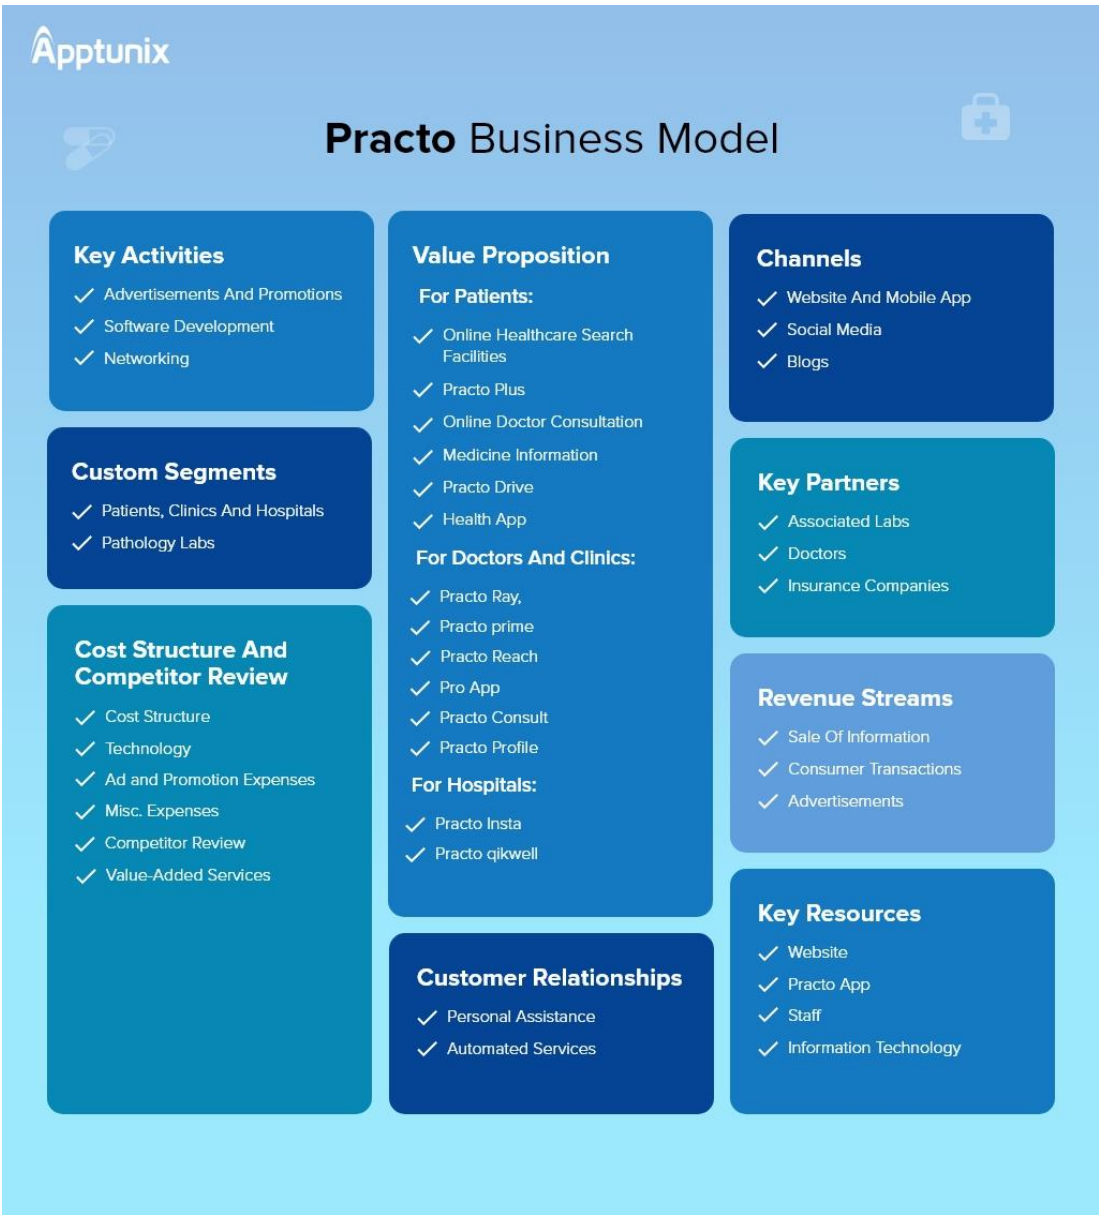 Apptunix
Practo Business Model
Key Activities
Advertisements And Promotions
Software Development
Networking
Custom Segments
Patients, Clinics And Hospitals
Pathology Labs
Cost Structure And
Competitor Review
Cost Structure
Technology
Ad and Promotion Expenses
Misc. Expenses
Competitor Review
Value-Added Services
Value Proposition
For Patients:
Online Healthcare Search
Facilities
Practo Plus
Online Doctor Consultation
Medicine Information
Practo Drive
Health App
For Doctors And Clinics:
Practo Ray,
Practo prime
Practo Reach
Pro App
Practo Consult
Practo Profile
For Hospitals:
Practo Insta
Practo qikwell
Customer Relationships
Personal Assistance
Automated Services
Channels
Website And Mobile App
Social Media
Blogs
Key Partners
Associated Labs
Doctors
Insurance Companies
Revenue Streams
Sale Of Information
Consumer Transactions
Advertisements
Key Resources
Website
Practo App
Staff
Information Technology